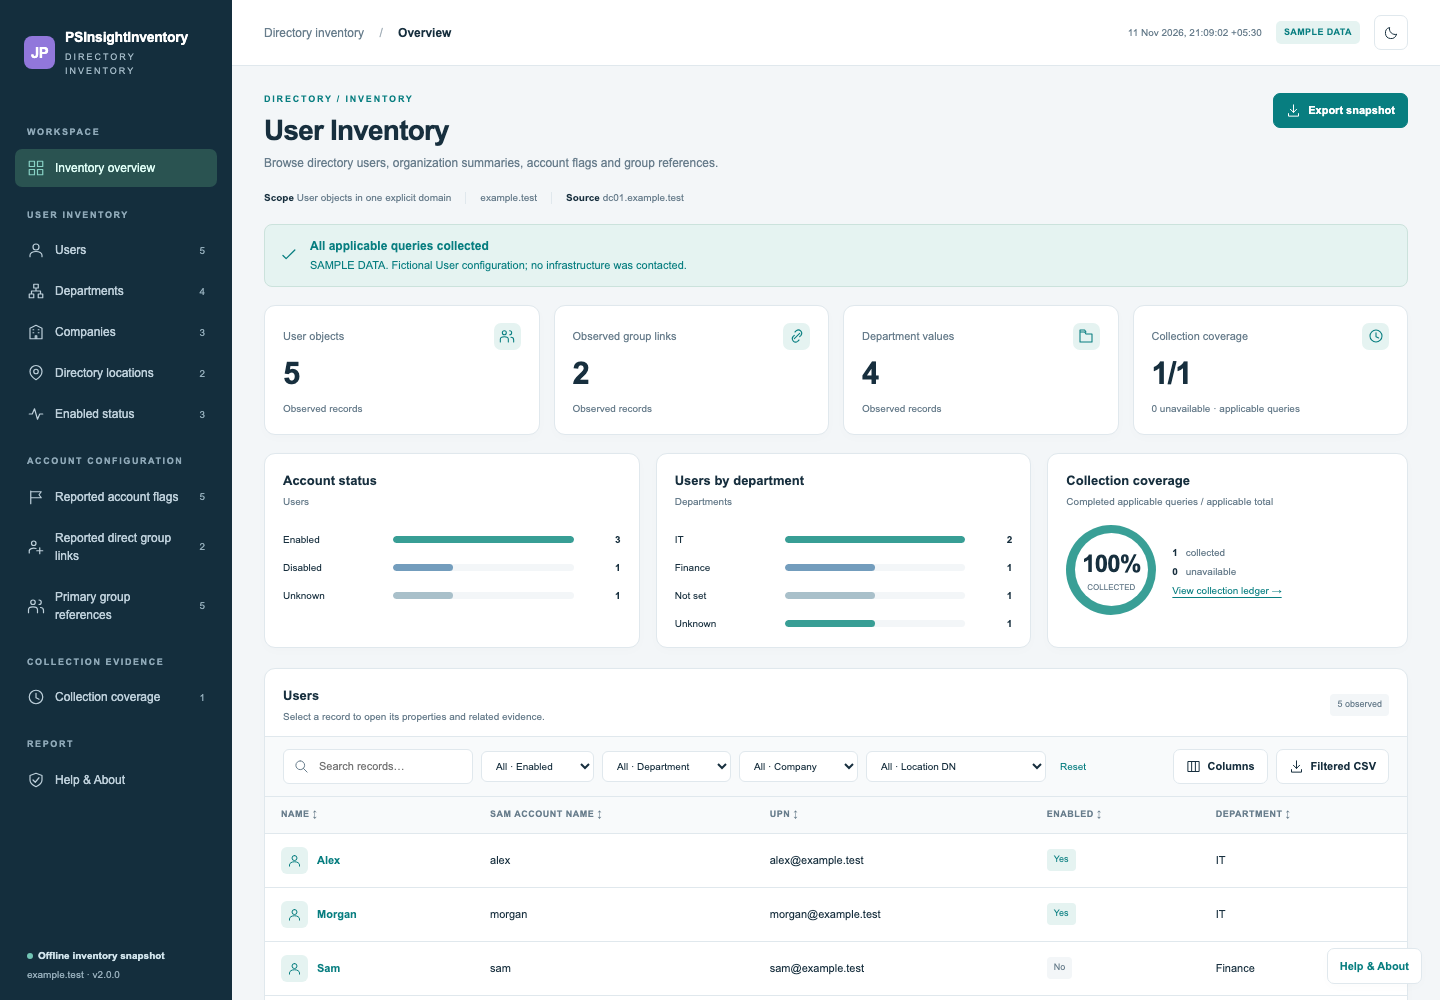 JP
PSInsightInventory
DIRECTORY
INVENTORY
WORKSPACE
Inventory overview
USER INVENTORY
Users 5
Departments 4
Companies 3
Directory locations 2
Enabled status 3
ACCOUNT CONFIGURATION
Reported account flags 5
Reported direct group
links 2
Primary group
references 5
COLLECTION EVIDENCE
Collection coverage 1
REPORT
Help & About
Offline inventory snapshot
example.test · v2.0.0
Directory inventory / Overview
11 Nov 2026, 21:09:02 +05:30
SAMPLE DATA
DIRECTORY / INVENTORY
User Inventory
Browse directory users, organization summaries, account flags and group references.
Export snapshot
Scope User objects in one explicit domain
example.test
Source dc01.example.test
All applicable queries collected
SAMPLE DATA. Fictional User configuration; no infrastructure was contacted.
User objects
5
Observed records
Observed group links
2
Observed records
Department values
4
Observed records
Collection coverage
1/1
0 unavailable · applicable queries
Account status
Users
Enabled 3
Disabled 1
Unknown 1
Users by department
Departments
IT 2
Finance 1
Not set 1
Unknown 1
Collection coverage
Completed applicable queries / applicable total
100%
COLLECTED
1 collected
0 unavailable
View collection ledger →
Users
Select a record to open its properties and related evidence.
5 observed
Search records...
All · Enabled
All · Department
All · Company
All · Location DN
Reset
Columns
Filtered CSV
NAME ↕ SAM ACCOUNT NAME ↕ UPN ↕ ENABLED ↕ DEPARTMENT ↕
Alex alex alex@example.test Yes IT
Morgan morgan morgan@example.test Yes IT
Sam sam sam@example.test No Finance
Help & About